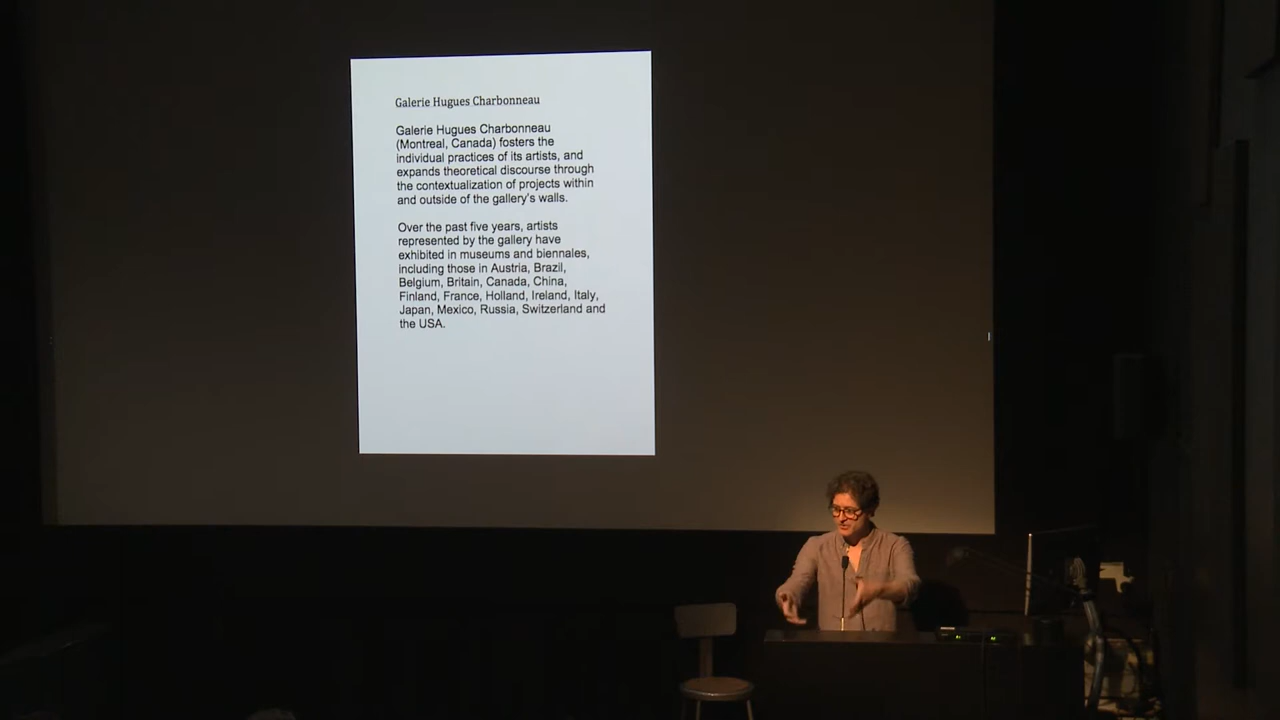 Galerie Hugues Charbonneau
Galerie Hugues Charbonneau
(Montreal, Canada) fosters the
individual practices of its artists, and
expands theoretical discourse through
the contextualization of projects within
and outside of the gallery's walls.
Over the past five years, artists
represented by the gallery have
exhibited in museums and biennales,
including those in Austria, Brazil,
Belgium, Britain, Canada, China,
Finland, France, Holland, Ireland, Italy,
Japan, Mexico, Russia, Switzerland and
the USA.